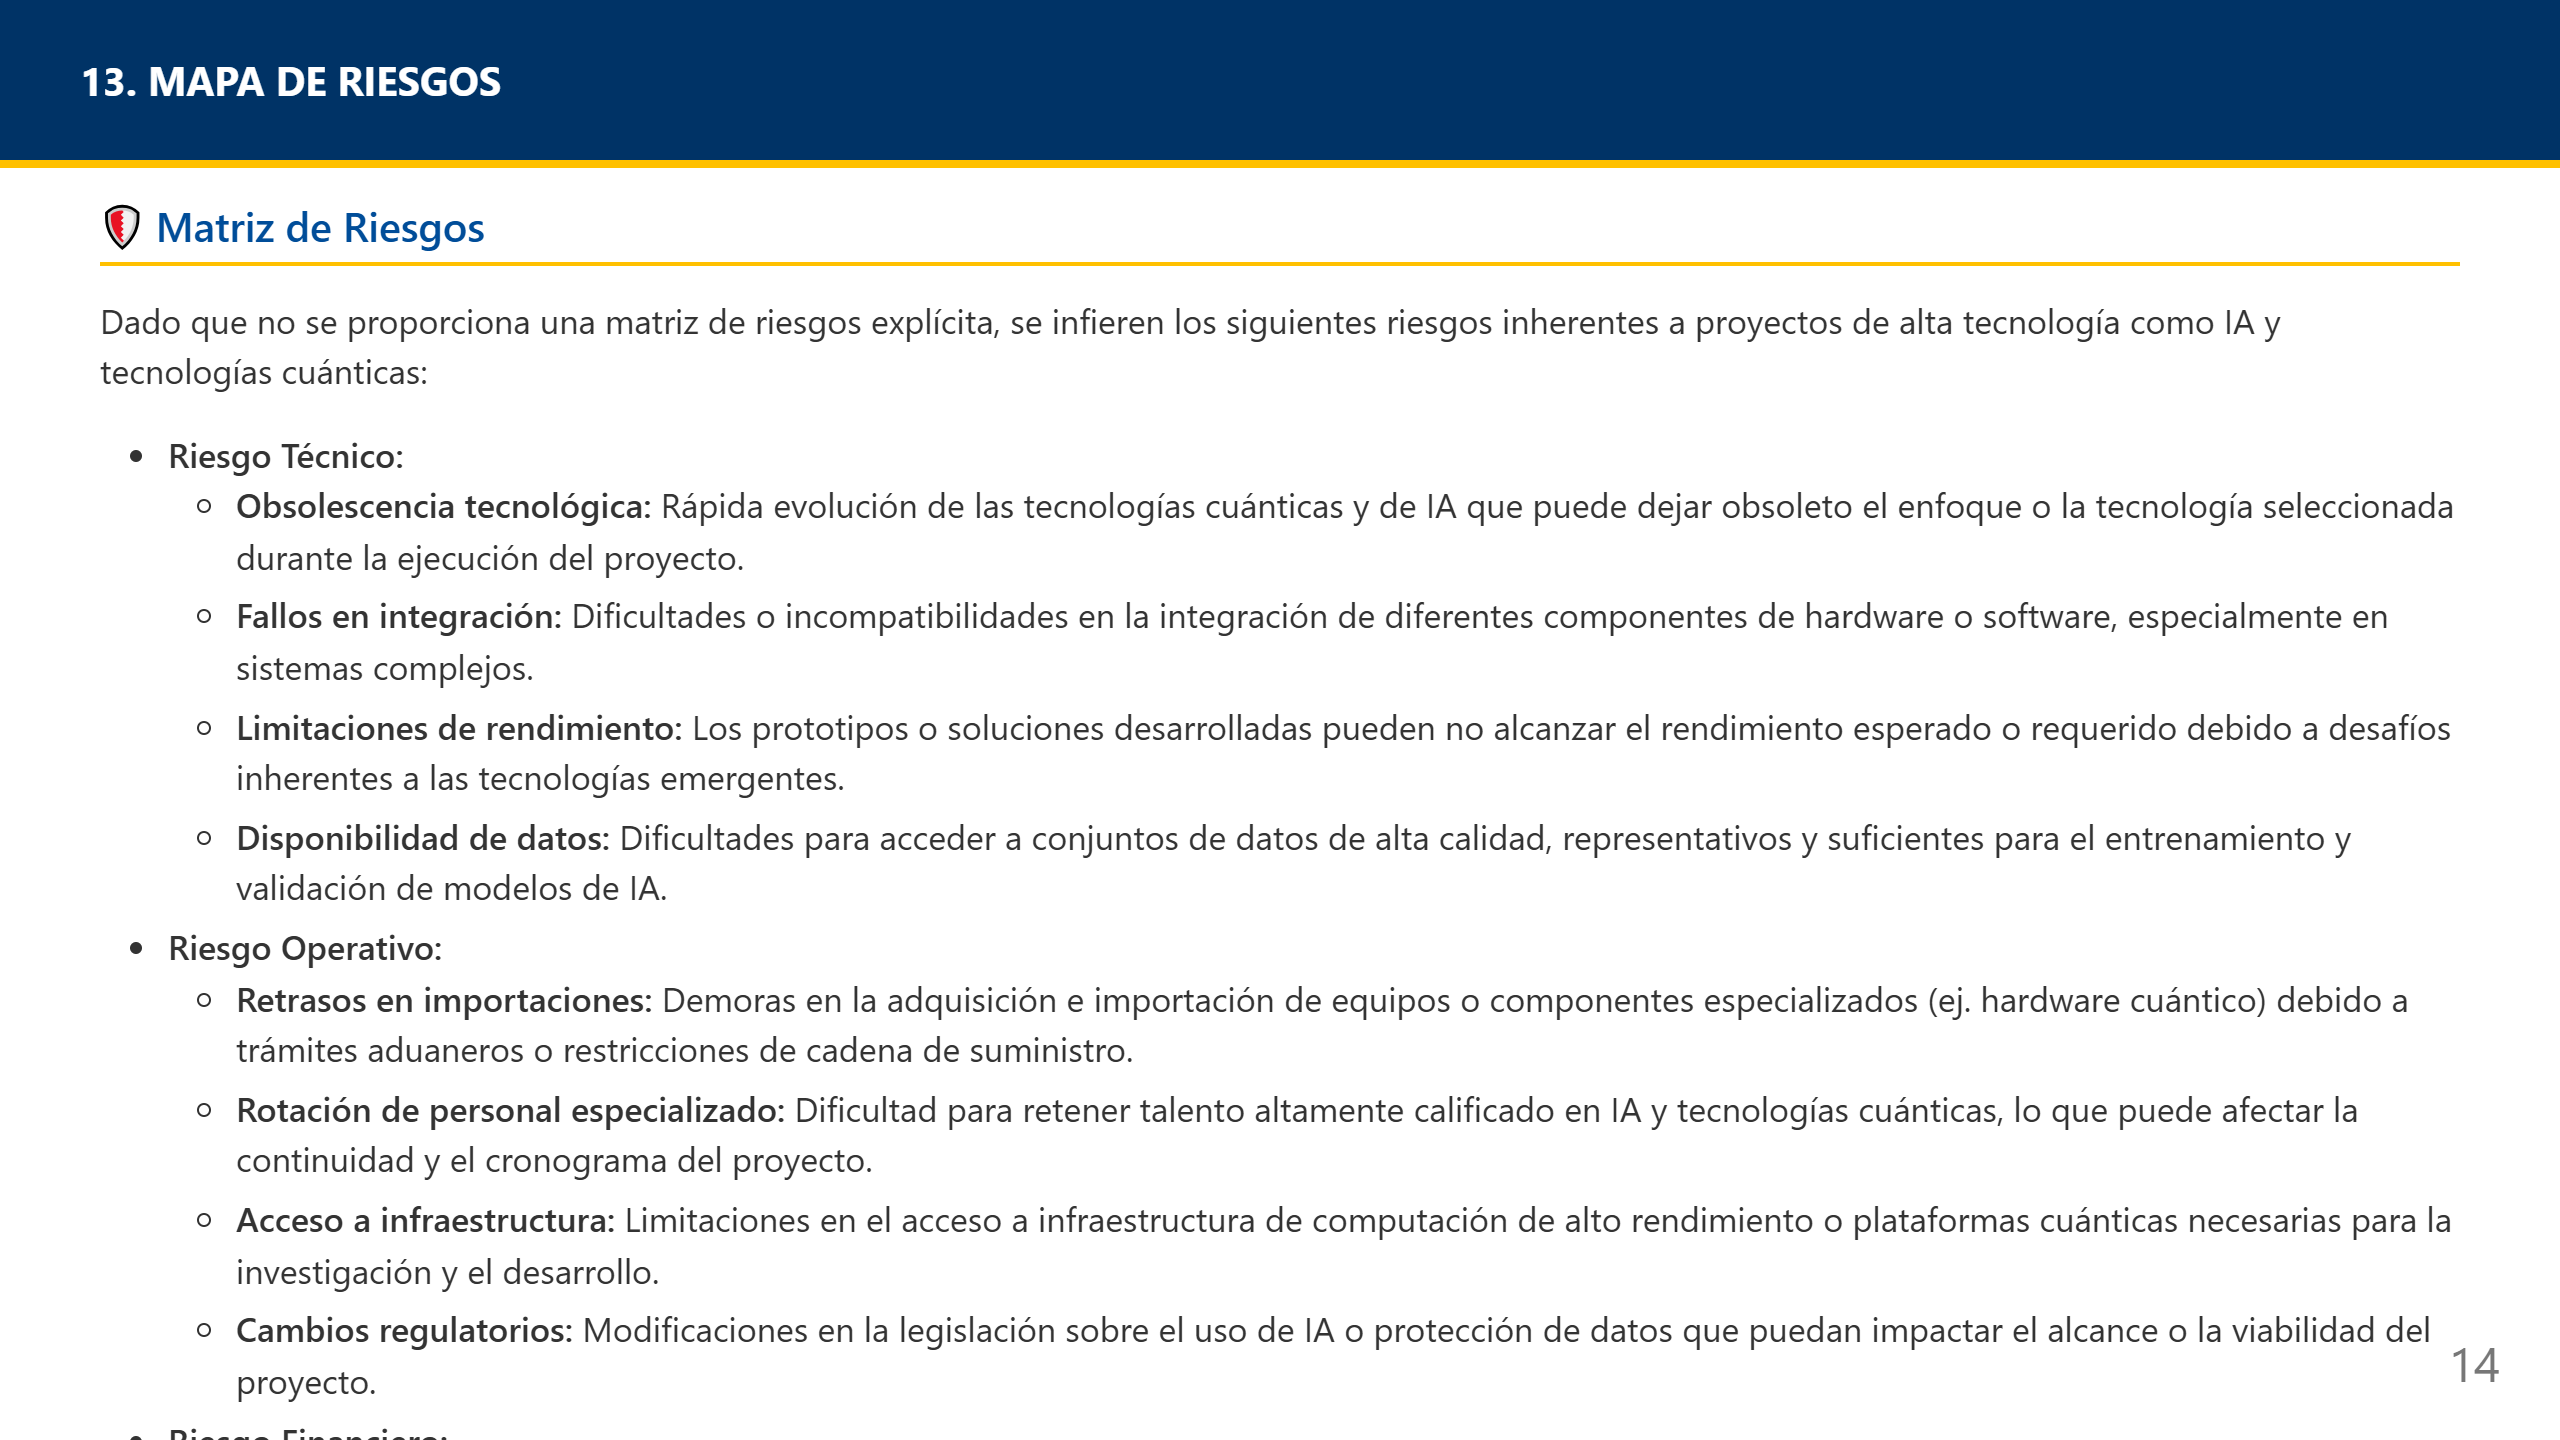 13. MAPA DE RIESGOS
Matriz de Riesgos
Dado que no se proporciona una matriz de riesgos explícita, se infieren los siguientes riesgos inherentes a proyectos de alta tecnología como IA y
tecnologías cuánticas:
• Riesgo Técnico:
○ Obsolescencia tecnológica: Rápida evolución de las tecnologías cuánticas y de IA que puede dejar obsoleto el enfoque o la tecnología seleccionada
durante la ejecución del proyecto.
○ Fallos en integración: Dificultades o incompatibilidades en la integración de diferentes componentes de hardware o software, especialmente en
sistemas complejos.
○ Limitaciones de rendimiento: Los prototipos o soluciones desarrolladas pueden no alcanzar el rendimiento esperado o requerido debido a desafíos
inherentes a las tecnologías emergentes.
○ Disponibilidad de datos: Dificultades para acceder a conjuntos de datos de alta calidad, representativos y suficientes para el entrenamiento y
validación de modelos de IA.
• Riesgo Operativo:
○ Retrasos en importaciones: Demoras en la adquisición e importación de equipos o componentes especializados (ej. hardware cuántico) debido a
trámites aduaneros o restricciones de cadena de suministro.
○ Rotación de personal especializado: Dificultad para retener talento altamente calificado en IA y tecnologías cuánticas, lo que puede afectar la
continuidad y el cronograma del proyecto.
○ Acceso a infraestructura: Limitaciones en el acceso a infraestructura de computación de alto rendimiento o plataformas cuánticas necesarias para la
investigación y el desarrollo.
○ Cambios regulatorios: Modificaciones en la legislación sobre el uso de IA o protección de datos que puedan impactar el alcance o la viabilidad del
proyecto.
14
• Riesgo Financiero: